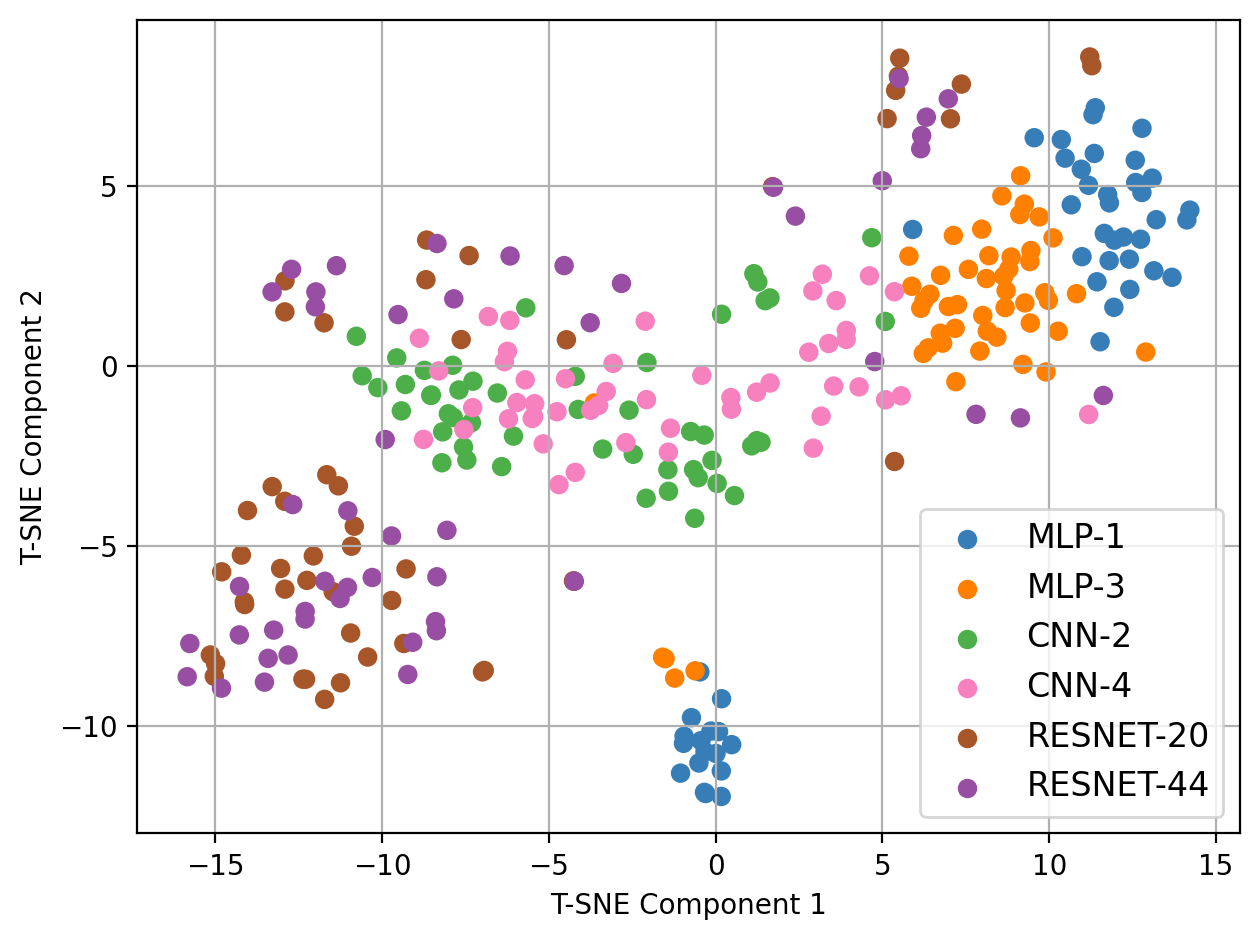 T-SNE Component 2
5
0
−5
−10
−15
−10
−5
0
5
10
15
T-SNE Component 1
MLP-1
MLP-3
CNN-2
CNN-4
RESNET-20
RESNET-44